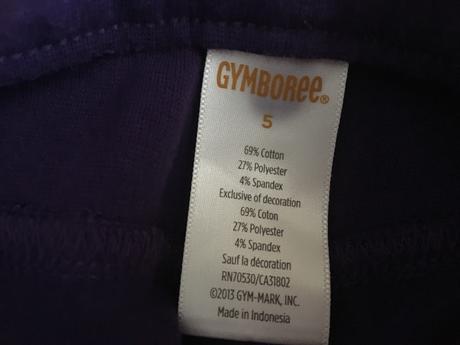 GYMBOREE®
5
69% Cotton
27% Polyester
4% Spandex
Exclusive of decoration
69% Coton
27% Polyester
4% Spandex
Sauf la décoration
RN70530/CA31802
©2013 GYM-MARK, INC.
Made in Indonesia